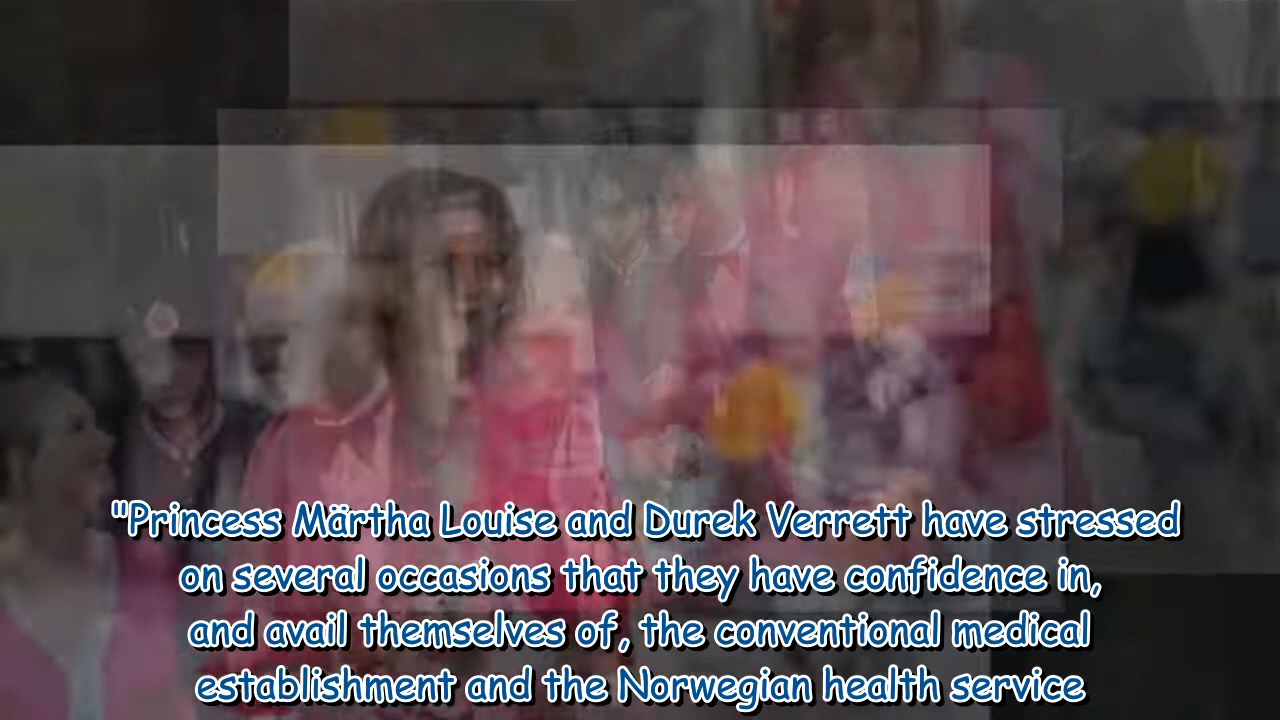 "Princess Märtha Louise and Durek Verrett have stressed
on several occasions that they have confidence in,
and avail themselves of, the conventional medical
establishment and the Norwegian health service